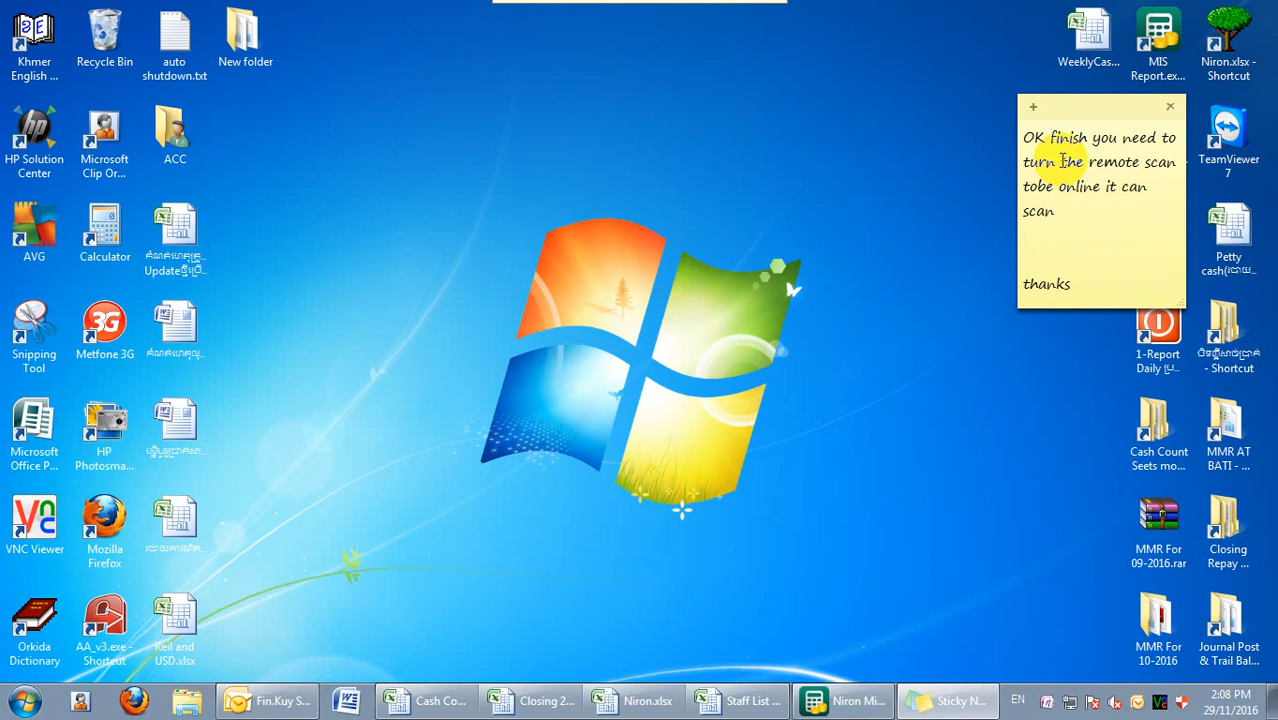 Khmer
English ...
Recycle Bin
auto
shutdown.txt
New folder
WeeklyCas...
MIS
Report.ex...
Niron.xlsx -
Shortcut
HP Solution
Center
Microsoft
Clip Or...
ACC
OK finish you need to
turn the remote scan
tobe online it can
scan
thanks
TeamViewer
7
AVG
Calculator
Update
Petty
Snipping
Tool
3G
Metfone 3G
1-Report
Daily
- Shortcut
Microsoft
Office P...
HP
Photosma...
Cash Count
Seets mo...
MMR AT
BATI - ...
VNC Viewer
Mozilla
Firefox
MMR For
09-2016.rar
Closing
Repay ...
Orkida
Dictionary
AA_v3.exe -
Shortcut
Reil and
USD.xlsx
MMR For
10-2016
Journal Post
& Trail Bal...
Fin.Kuy S...
Cash Co...
Closing 2...
Niron.xlsx
Staff List ...
Niron Mi...
Sticky N...
EN
2:08 PM
29/11/2016